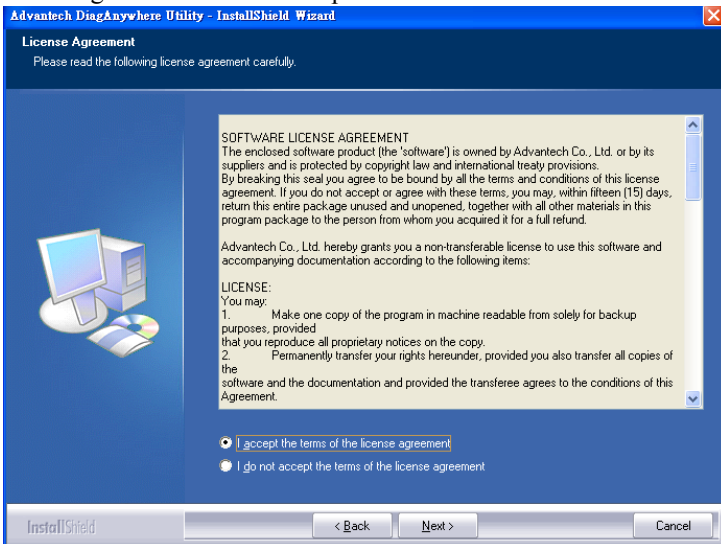 Advantech DiagAnywhere Utility - InstallShield Wizard
License Agreement
Please read the following license agreement carefully.
SOFTWARE LICENSE AGREEMENT
The enclosed software product (the 'software') is owned by Advantech Co., Ltd. or by its
suppliers and is protected by copyright law and international treaty provisions.
By breaking this seal you agree to be bound by all the terms and conditions of this license
agreement. If you do not accept or agree with these terms, you may, within fifteen (15) days,
return this entire package unused and unopened, together with all other materials in this
program package to the person from whom you acquired it for a full refund.
Advantech Co., Ltd. hereby grants you a non-transferable license to use this software and
accompanying documentation according to the following items:
LICENSE:
You may:
1. Make one copy of the program in machine readable from solely for backup
purposes, provided
that you reproduce all proprietary notices on the copy.
2. Permanently transfer your rights hereunder, provided you also transfer all copies of
the
software and the documentation and provided the transferee agrees to the conditions of this
Agreement.
I accept the terms of the license agreement
I do not accept the terms of the license agreement
InstallShield
< Back
Next >
Cancel